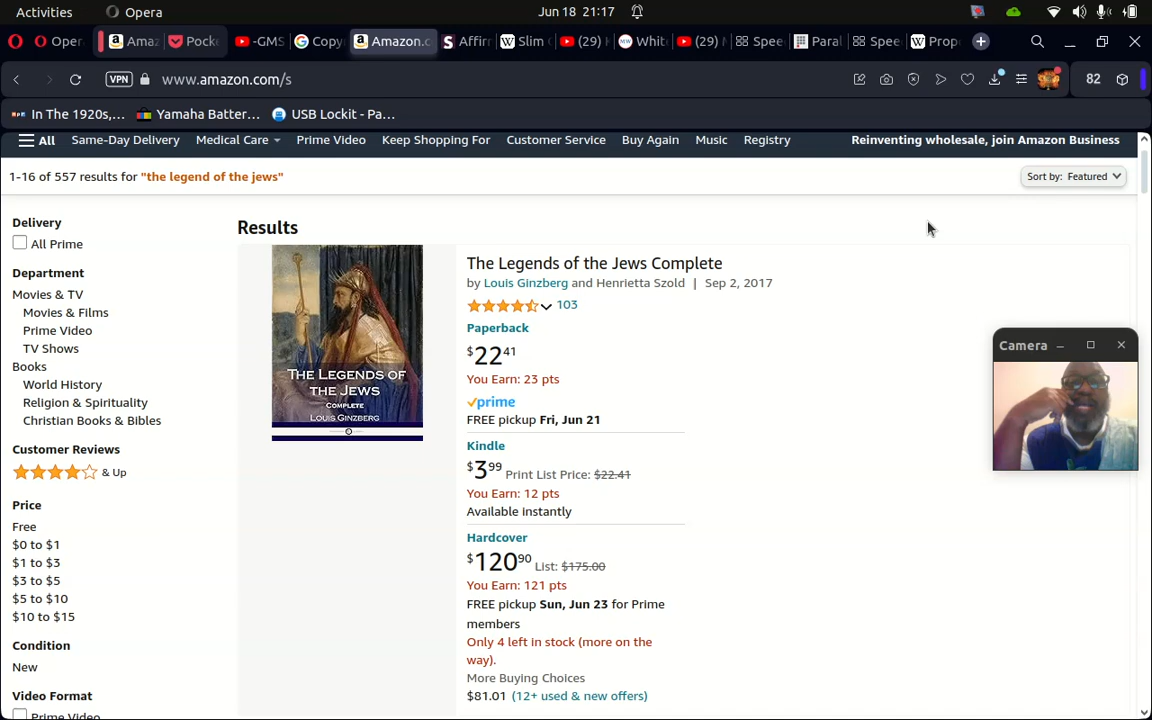 Activities Opera Jun 18 21:17
Oper Amaz Pock -GMS Copy Amazon.c Affir Slim (29) White (29) Spee Paral Spee Prop
VPN www.amazon.com/s 82
In The 1920s,... Yamaha Batter... USB Lockit - Pa...
All Same-Day Delivery Medical Care Prime Video Keep Shopping For Customer Service Buy Again Music Registry Reinventing wholesale, join Amazon Business
1-16 of 557 results for "the legend of the jews" Sort by: Featured
Delivery
All Prime
Department
Movies & TV
Movies & Films
Prime Video
TV Shows
Books
World History
Religion & Spirituality
Christian Books & Bibles
Customer Reviews
& Up
Price
Free
$0 to $1
$1 to $3
$3 to $5
$5 to $10
$10 to $15
Condition
New
Video Format
Prime Video
Results
THE LEGENDS OF
THE JEWS
COMPLETE
LOUIS GINZBERG
The Legends of the Jews Complete
by Louis Ginzberg and Henrietta Szold | Sep 2, 2017
103
Paperback
$22 41
You Earn: 23 pts
prime
FREE pickup Fri, Jun 21
Kindle
$3 99 Print List Price: $22.41
You Earn: 12 pts
Available instantly
Hardcover
$120 90 List: $175.00
You Earn: 121 pts
FREE pickup Sun, Jun 23 for Prime
members
Only 4 left in stock (more on the
way).
More Buying Choices
$81.01 (12+ used & new offers)
Camera